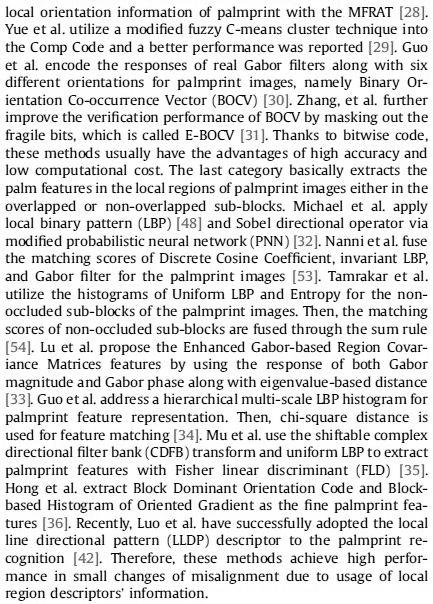 local orientation information of palmprint with the MFRAT [28].
Yue et al. utilize a modified fuzzy C-means cluster technique into
the Comp Code and a better performance was reported [29]. Guo
et al. encode the responses of real Gabor filters along with six
different orientations for palmprint images, namely Binary Or-
ientation Co-occurrence Vector (BOCV) [30]. Zhang, et al. further
improve the verification performance of BOCV by masking out the
fragile bits, which is called E-BOCV [31]. Thanks to bitwise code,
these methods usually have the advantages of high accuracy and
low computational cost. The last category basically extracts the
palm features in the local regions of palmprint images either in the
overlapped or non-overlapped sub-blocks. Michael et al. apply
local binary pattern (LBP) [48] and Sobel directional operator via
modified probabilistic neural network (PNN) [32]. Nanni et al. fuse
the matching scores of Discrete Cosine Coefficient, invariant LBP,
and Gabor filter for the palmprint images [53]. Tamrakar et al.
utilize the histograms of Uniform LBP and Entropy for the non-
occluded sub-blocks of the palmprint images. Then, the matching
scores of non-occluded sub-blocks are fused through the sum rule
[54]. Lu et al. propose the Enhanced Gabor-based Region Covar-
iance Matrices features by using the response of both Gabor
magnitude and Gabor phase along with eigenvalue-based distance
[33]. Guo et al. address a hierarchical multi-scale LBP histogram for
palmprint feature representation. Then, chi-square distance is
used for feature matching [34]. Mu et al. use the shiftable complex
directional filter bank (CDFB) transform and uniform LBP to extract
palmprint features with Fisher linear discriminant (FLD) [35].
Hong et al. extract Block Dominant Orientation Code and Block-
based Histogram of Oriented Gradient as the fine palmprint fea-
tures [36]. Recently, Luo et al. have successfully adopted the local
line directional pattern (LLDP) descriptor to the palmprint re-
cognition [42]. Therefore, these methods achieve high perfor-
mance in small changes of misalignment due to usage of local
region descriptors' information.